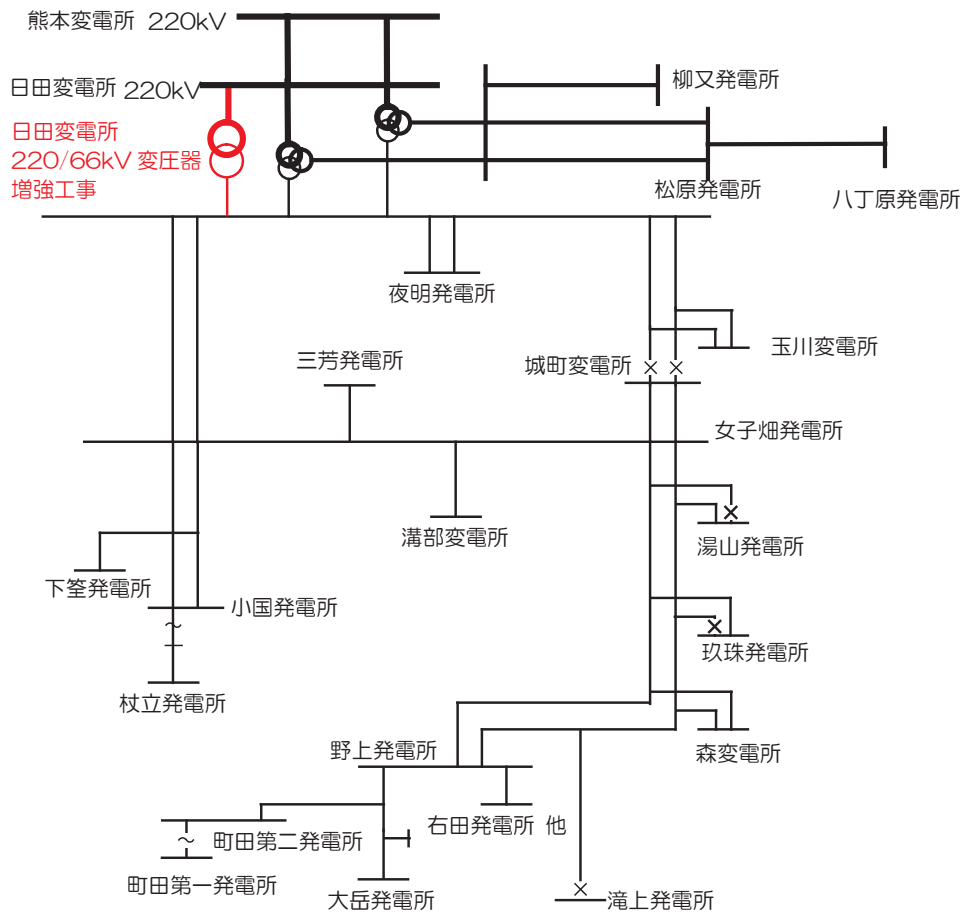 熊本変電所 220kV
日田変電所 220kV
日田変電所
220/66kV 変圧器
増強工事
柳又発電所
松原発電所
八丁原発電所
夜明発電所
三芳発電所
城町変電所
玉川変電所
女子畑発電所
溝部変電所
湯山発電所
下筌発電所
小国発電所
玖珠発電所
杖立発電所
野上発電所
森変電所
右田発電所 他
町田第二発電所
町田第一発電所
大岳発電所
滝上発電所